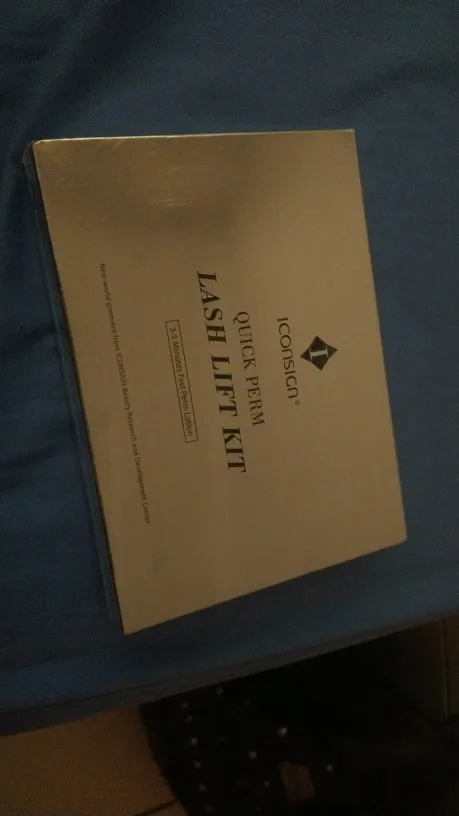 I
ICONSIGN®
QUICK PERM
LASH LIFT KIT
3-5 Minutes Fast Perm Lotion
New world premiere from ICONSIGN Beauty Research and Development Center